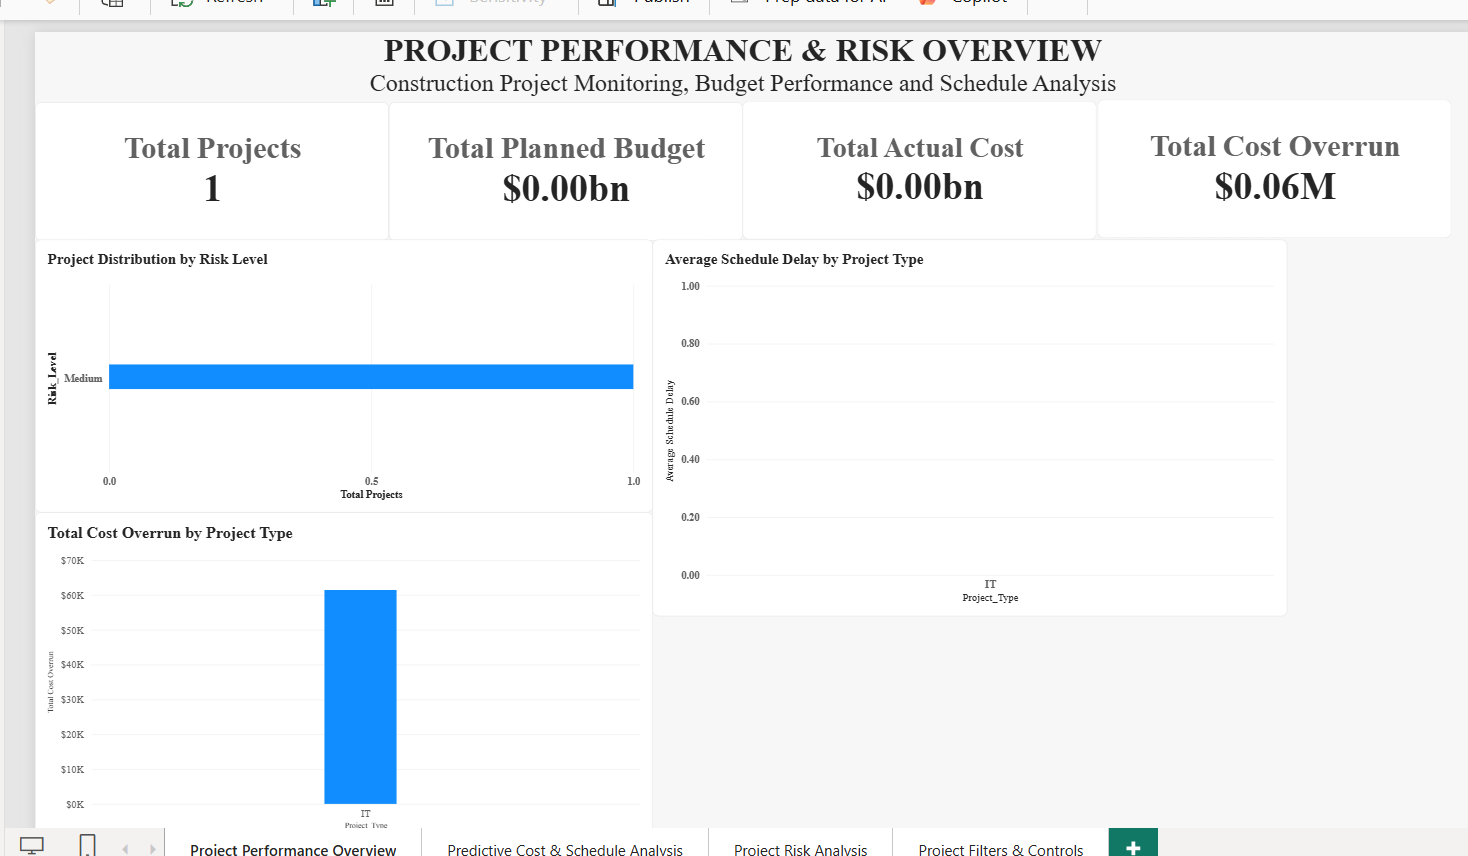 Refresh
Sensitivity
Publish
Prep data for AI
Copilot
PROJECT PERFORMANCE & RISK OVERVIEW
Construction Project Monitoring, Budget Performance and Schedule Analysis
Total Projects
1
Total Planned Budget
$0.00bn
Total Actual Cost
$0.00bn
Total Cost Overrun
$0.06M
Project Distribution by Risk Level
Risk_Level
Medium
0.0
0.5
1.0
Total Projects
Average Schedule Delay by Project Type
Average Schedule Delay
1.00
0.80
0.60
0.40
0.20
0.00
IT
Project_Type
Total Cost Overrun by Project Type
Total Cost Overrun
$70K
$60K
$50K
$40K
$30K
$20K
$10K
$0K
IT
Project_Type
Project Performance Overview
Predictive Cost & Schedule Analysis
Project Risk Analysis
Project Filters & Controls
+